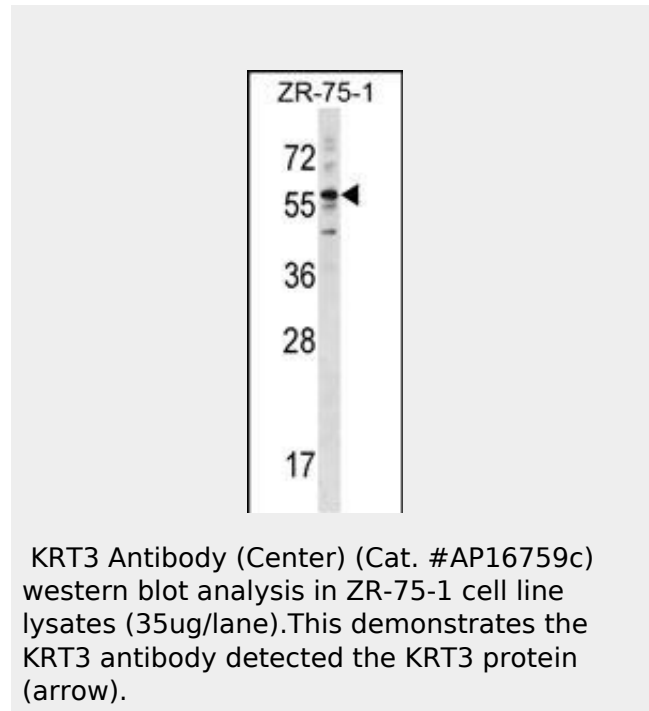 ZR-75-1
72
55
36
28
17
KRT3 Antibody (Center) (Cat. #AP16759c)
western blot analysis in ZR-75-1 cell line
lysates (35ug/lane).This demonstrates the
KRT3 antibody detected the KRT3 protein
(arrow).